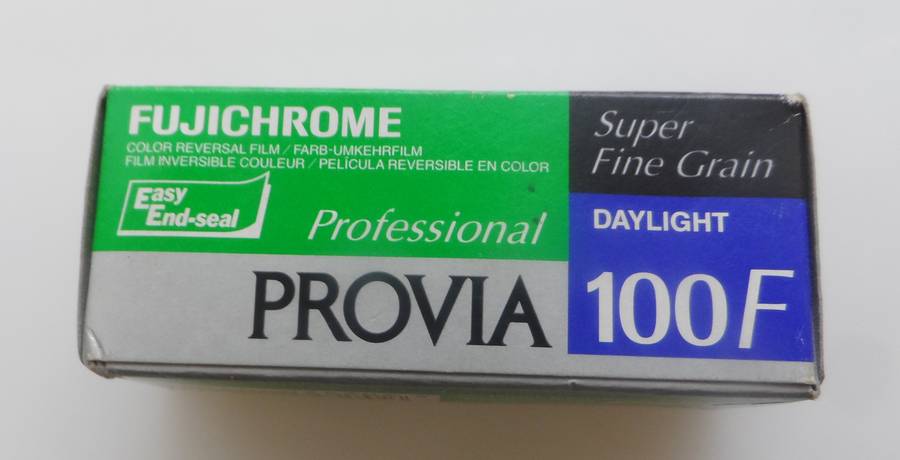 FUJICHROME
COLOR REVERSAL FILM / FARB-UMKEHRFILM
FILM INVERSIBLE COULEUR / PELÍCULA REVERSIBLE EN COLOR
Easy
End-seal
Professional
PROVIA
Super
Fine Grain
DAYLIGHT
100F